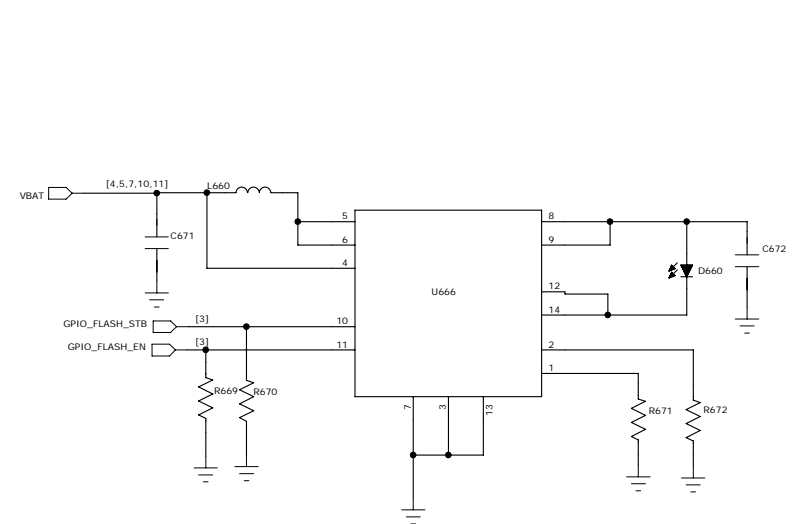 [4,5,7,10,11] L660
VBAT
5 8
C671
6 9
C672
4
D660
12
U666
14
GPIO_FLASH_STB [3] 10
GPIO_FLASH_EN [3] 11 2
1
R669 R670
7 3 13
R671 R672